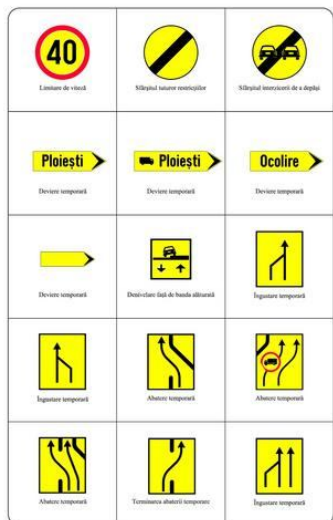 40
Limitare de viteză
Sfârșitul tuturor restricțiilor
Sfârșitul interzicerii de a depăși
Ploiești
Ploiești
Ocolire
Deviere temporară
Deviere temporară
Deviere temporară
Deviere temporară
Denivelare față de banda alăturată
Îngustare temporară
Îngustare temporară
Abatere temporară
Abatere temporară
Abatere temporară
Terminarea abaterii temporare
Îngustare temporară